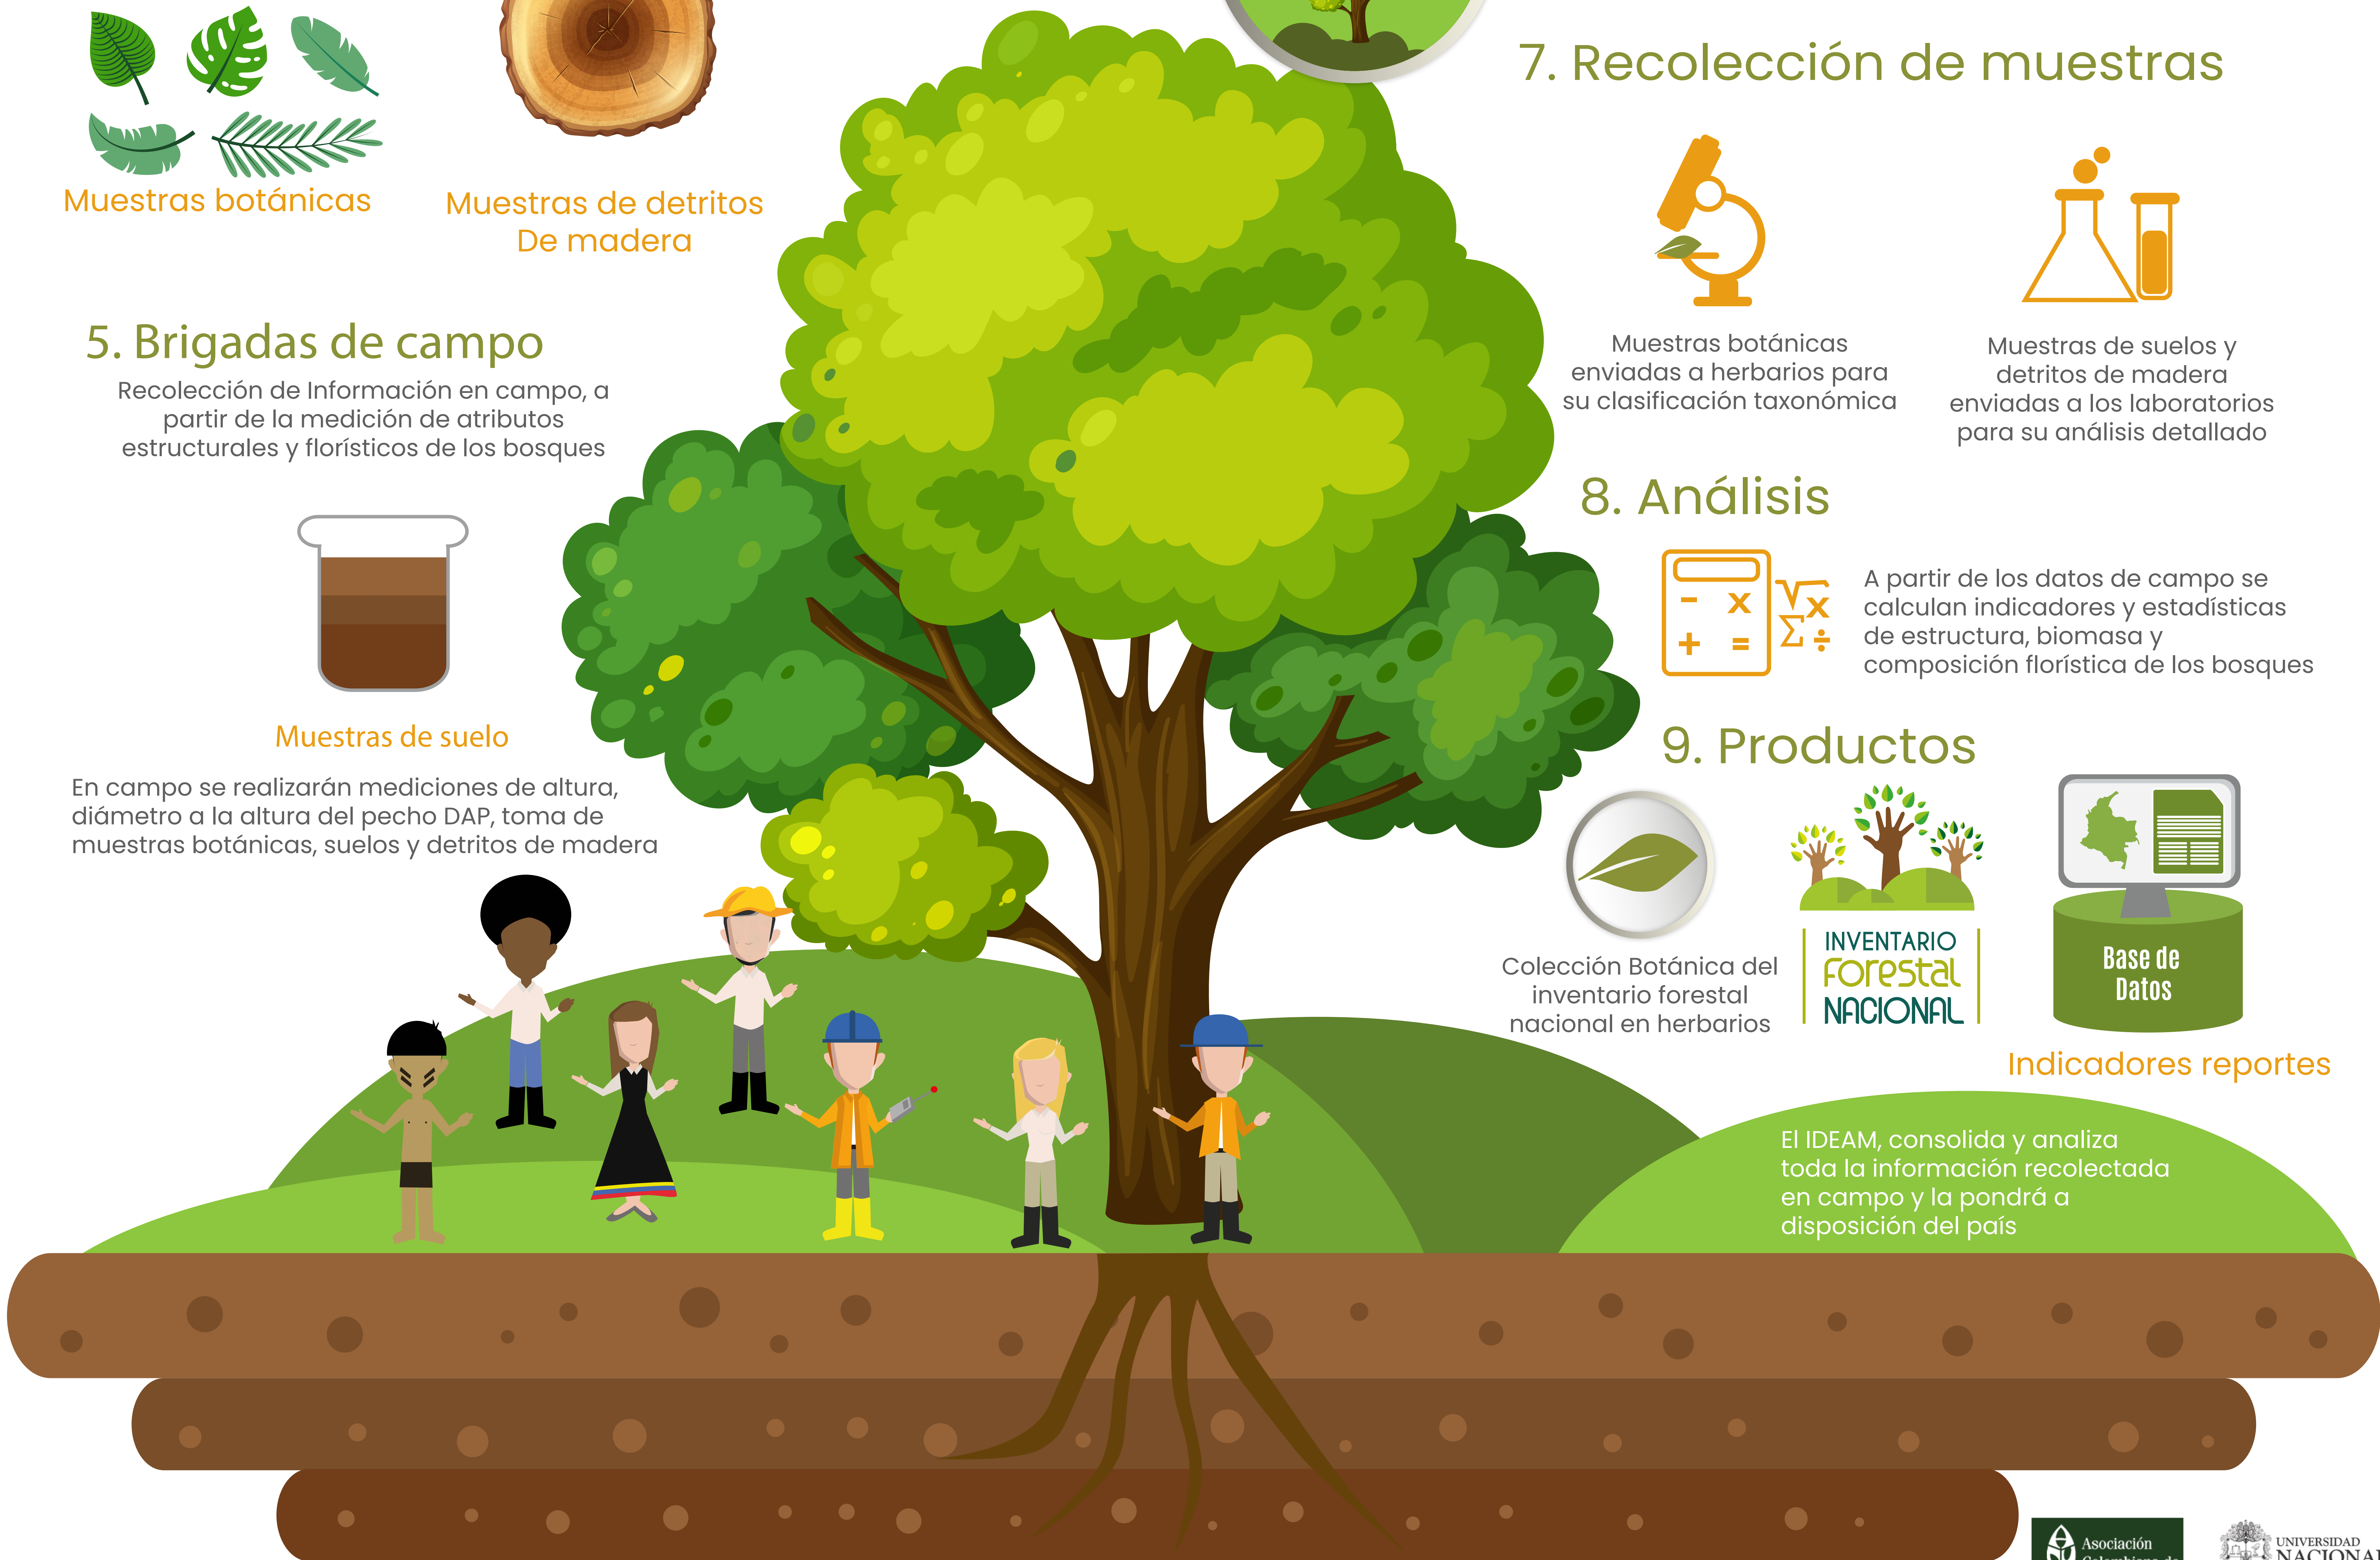 Muestras botánicas
Muestras de detritos
De madera
5. Brigadas de campo
Recolección de Información en campo, a
partir de la medición de atributos
estructurales y florísticos de los bosques
Muestras de suelo
En campo se realizarán mediciones de altura,
diámetro a la altura del pecho DAP, toma de
muestras botánicas, suelos y detritos de madera
7. Recolección de muestras
Muestras botánicas
enviadas a herbarios para
su clasificación taxonómica
Muestras de suelos y
detritos de madera
enviadas a los laboratorios
para su análisis detallado
8. Análisis
- x
+ =
√x
Σ÷
A partir de los datos de campo se
calculan indicadores y estadísticas
de estructura, biomasa y
composición florística de los bosques
9. Productos
Colección Botánica del
inventario forestal
nacional en herbarios
INVENTARIO
Forestal
NACIONAL
Base de
Datos
Indicadores reportes
El IDEAM, consolida y analiza
toda la información recolectada
en campo y la pondrá a
disposición del país
Asociación
UNIVERSIDAD